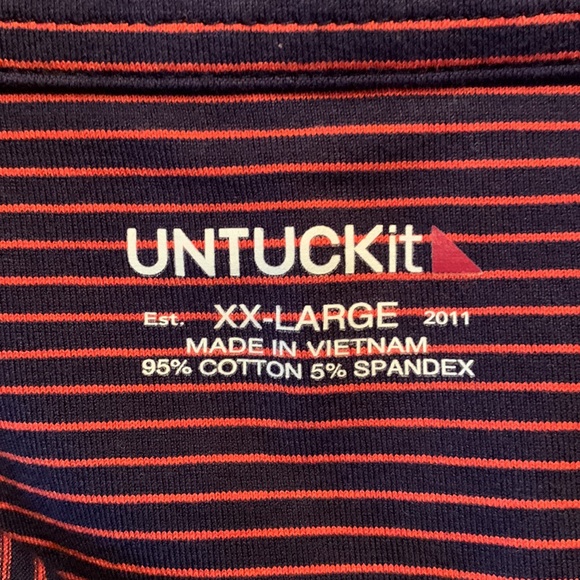 UNTUCKit
Est. XX-LARGE 2011
MADE IN VIETNAM
95% COTTON 5% SPANDEX